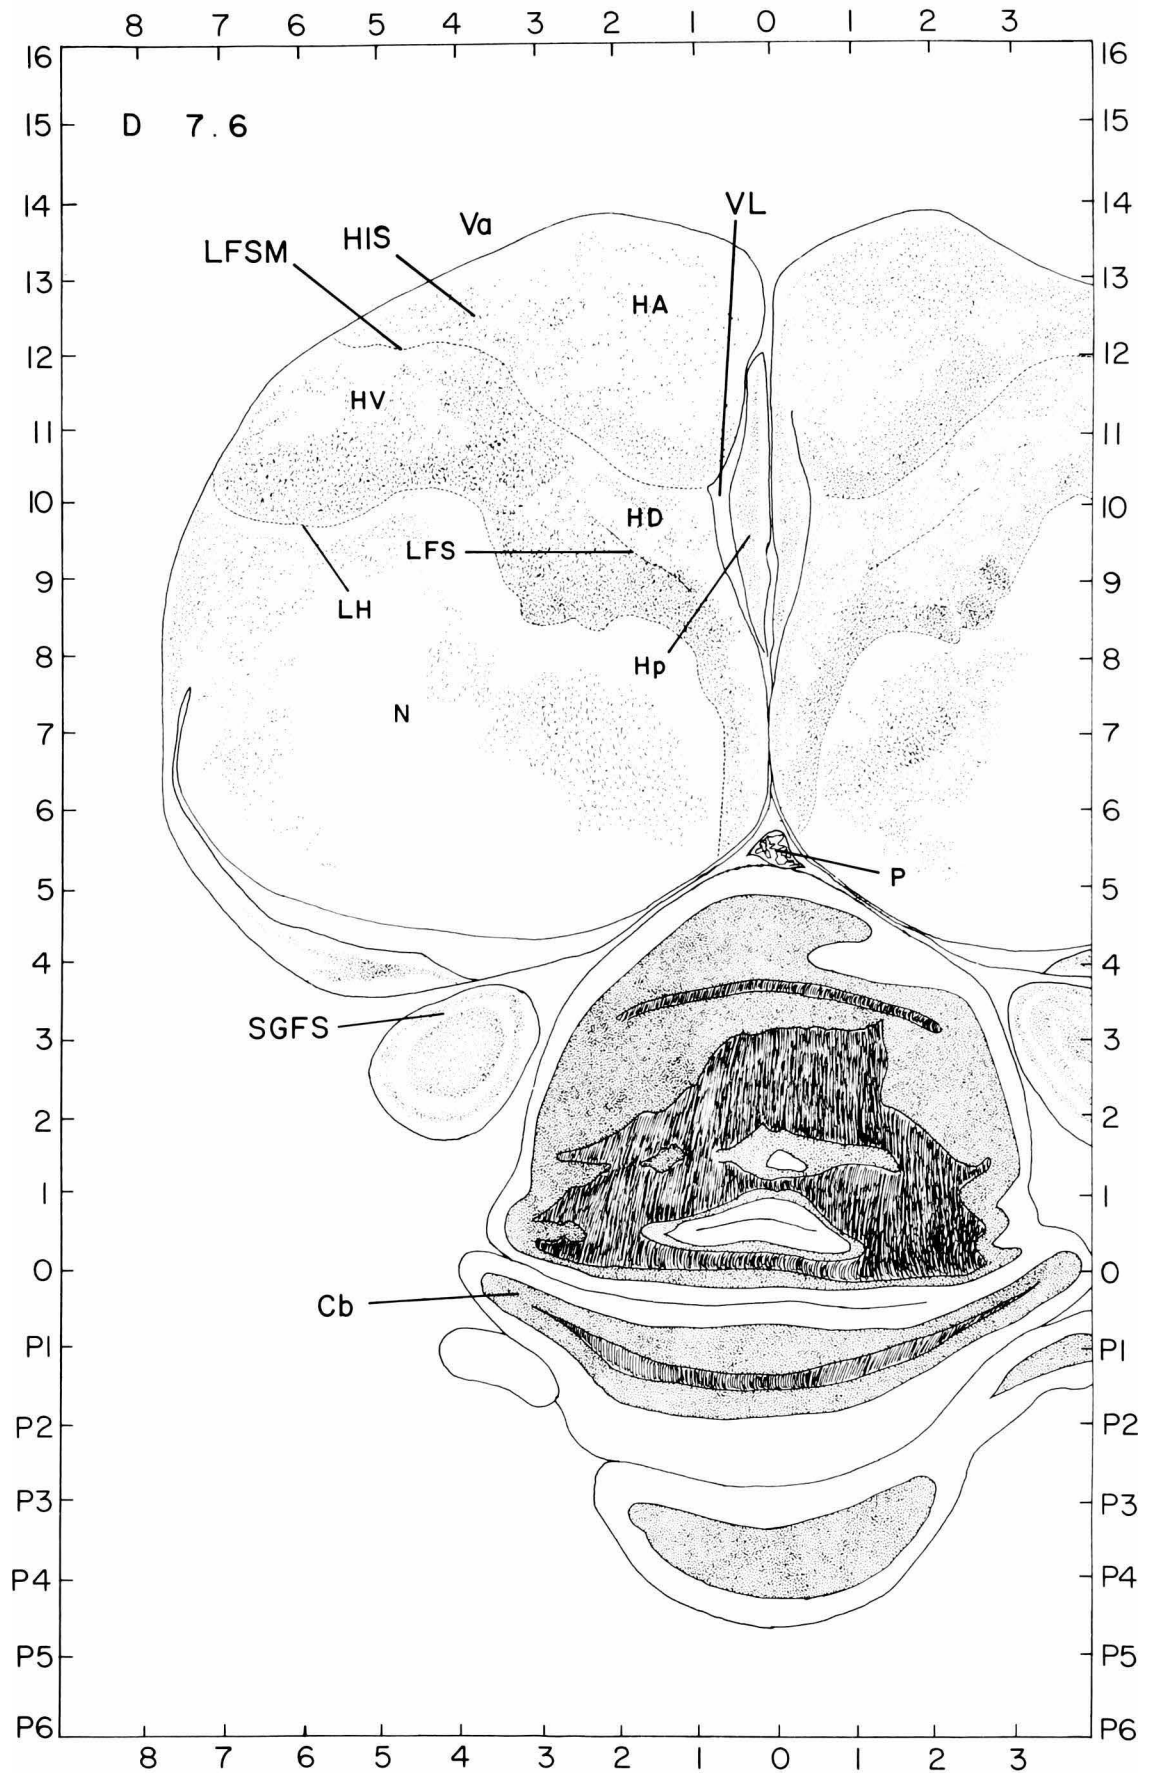 8 7 6 5 4 3 2 1 0 1 2 3
16 16
15 D 7.6 15
14 VL 14
Va
HIS
LFSM
13 13
HA
12 12
HV
11 11
10 10
HD
LFS
9 9
LH
8 8
Hp
7 7
N
6 6
P
5 5
4 4
SGFS
3 3
2 2
1 1
0 0
Cb
P1 P1
P2 P2
P3 P3
P4 P4
P5 P5
P6 P6
8 7 6 5 4 3 2 1 0 1 2 3